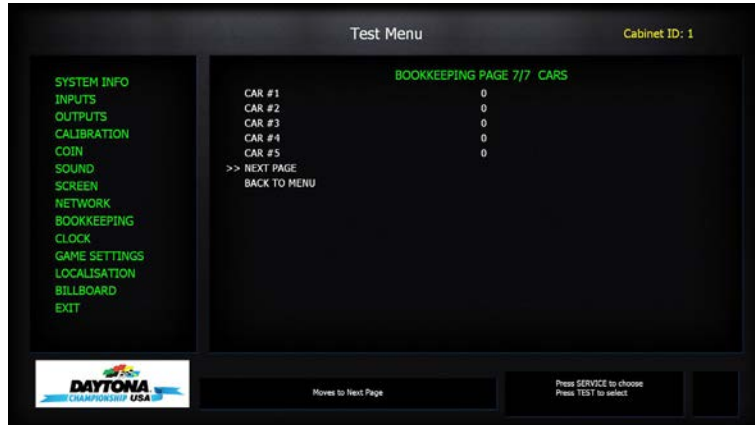 Test Menu
Cabinet ID: 1
SYSTEM INFO
INPUTS
OUTPUTS
CALIBRATION
COIN
SOUND
SCREEN
NETWORK
BOOKKEEPING
CLOCK
GAME SETTINGS
LOCALISATION
BILLBOARD
EXIT
BOOKKEEPING PAGE 7/7 CARS
CAR #1 0
CAR #2 0
CAR #3 0
CAR #4 0
CAR #5 0
>> NEXT PAGE
BACK TO MENU
DAYTONA
CHAMPIONSHIP USA
Moves to Next Page
Press SERVICE to choose
Press TEST to select